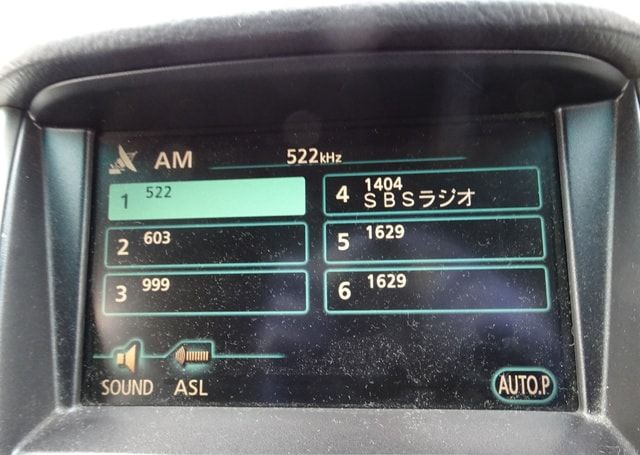 AM 522kHz
1 522
2 603
3 999
4 1404
SBSラジオ
5 1629
6 1629
SOUND ASL AUTO.P